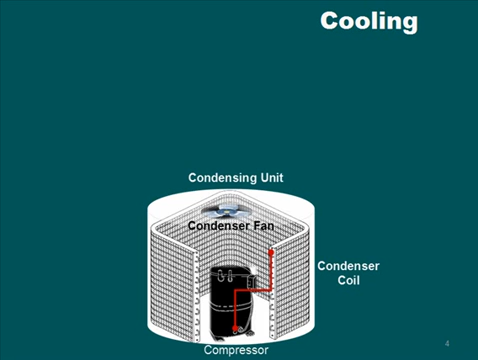 Cooling
Condensing Unit
Condenser Fan
Condenser
Coil
4
Compressor